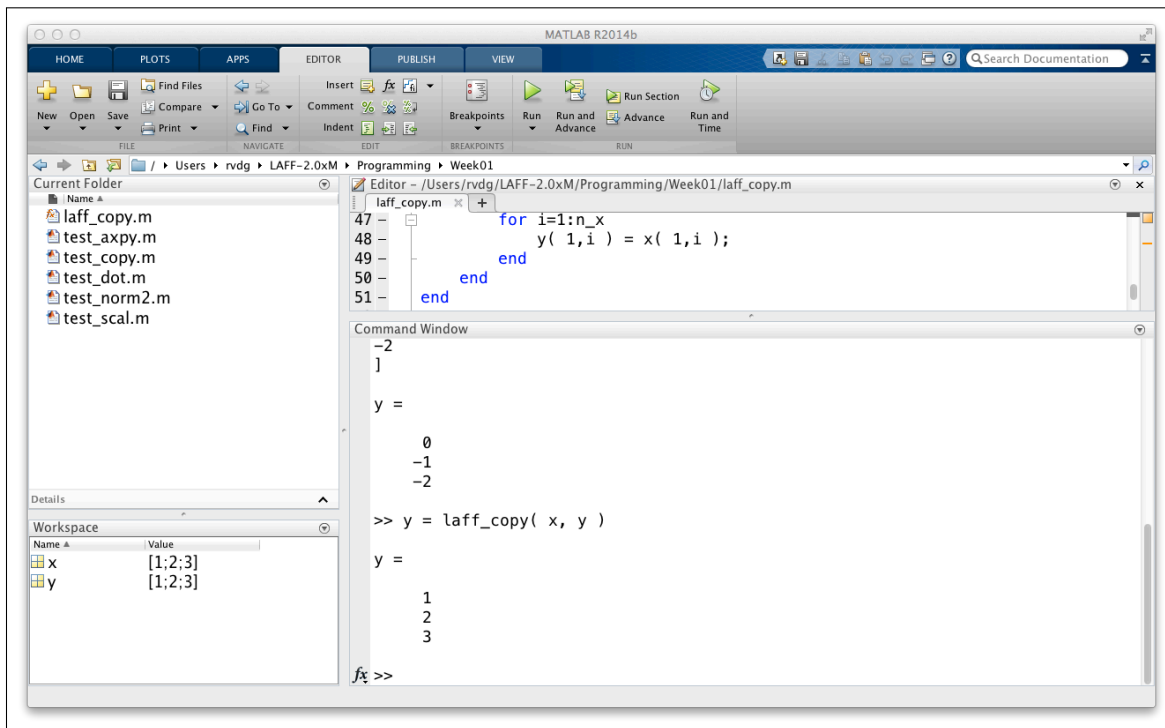 MATLAB R2014b
HOME PLOTS APPS EDITOR PUBLISH VIEW Search Documentation
New Open Save Find Files Compare Print
FILE
Go To Find
NAVIGATE
Insert fx
Comment %
Indent
EDIT
Breakpoints
BREAKPOINTS
Run Run and Advance Run Section Advance Run and Time
RUN
/ Users rvdg LAFF-2.0xM Programming Week01
Current Folder
Name
laff_copy.m
test_axpy.m
test_copy.m
test_dot.m
test_norm2.m
test_scal.m
Details
Workspace
Name Value
x [1;2;3]
y [1;2;3]
Editor - /Users/rvdg/LAFF-2.0xM/Programming/Week01/laff_copy.m
laff_copy.m +
47 - for i=1:n_x
48 - y( 1,i ) = x( 1,i );
49 - end
50 - end
51 - end
Command Window
-2
]
y =
0
-1
-2
>> y = laff_copy( x, y )
y =
1
2
3
fx >>